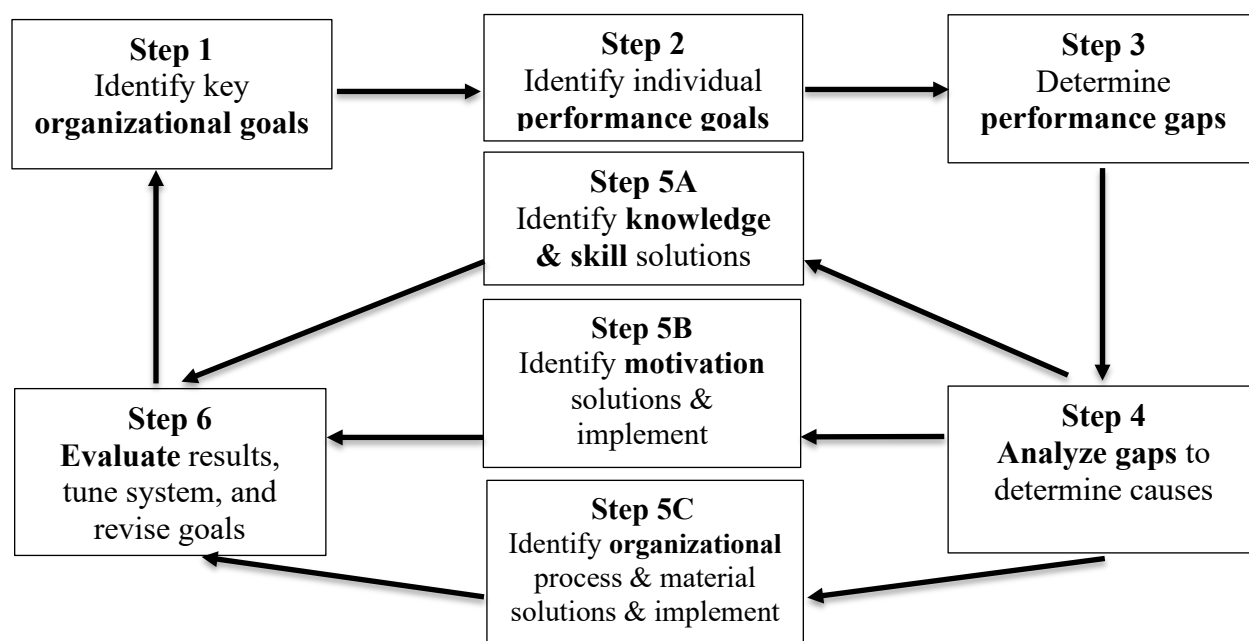 Step 1
Identify key
organizational goals
Step 2
Identify individual
performance goals
Step 3
Determine
performance gaps
Step 5A
Identify knowledge
& skill solutions
Step 5B
Identify motivation
solutions &
implement
Step 6
Evaluate results,
tune system, and
revise goals
Step 4
Analyze gaps to
determine causes
Step 5C
Identify organizational
process & material
solutions & implement